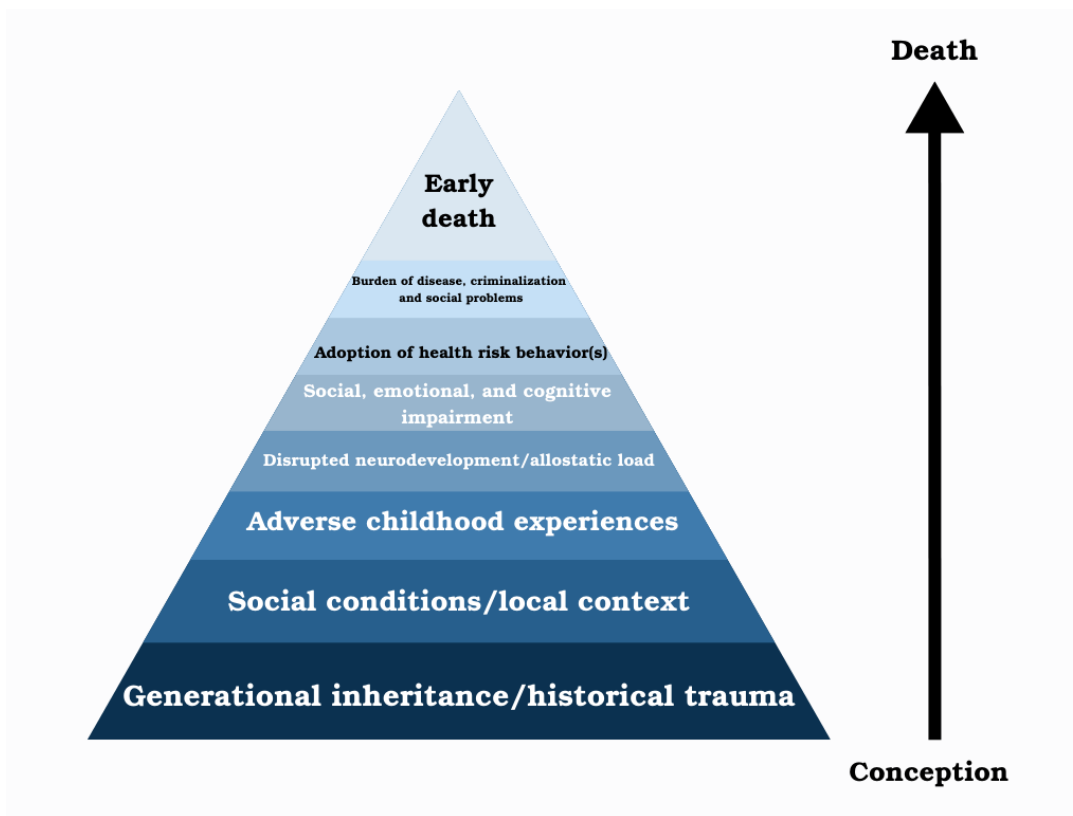 Death
Early
death
Burden of disease, criminalization
and social problems
Adoption of health risk behavior(s)
Social, emotional, and cognitive
impairment
Disrupted neurodevelopment/allostatic load
Adverse childhood experiences
Social conditions/local context
Generational inheritance/historical trauma
Conception